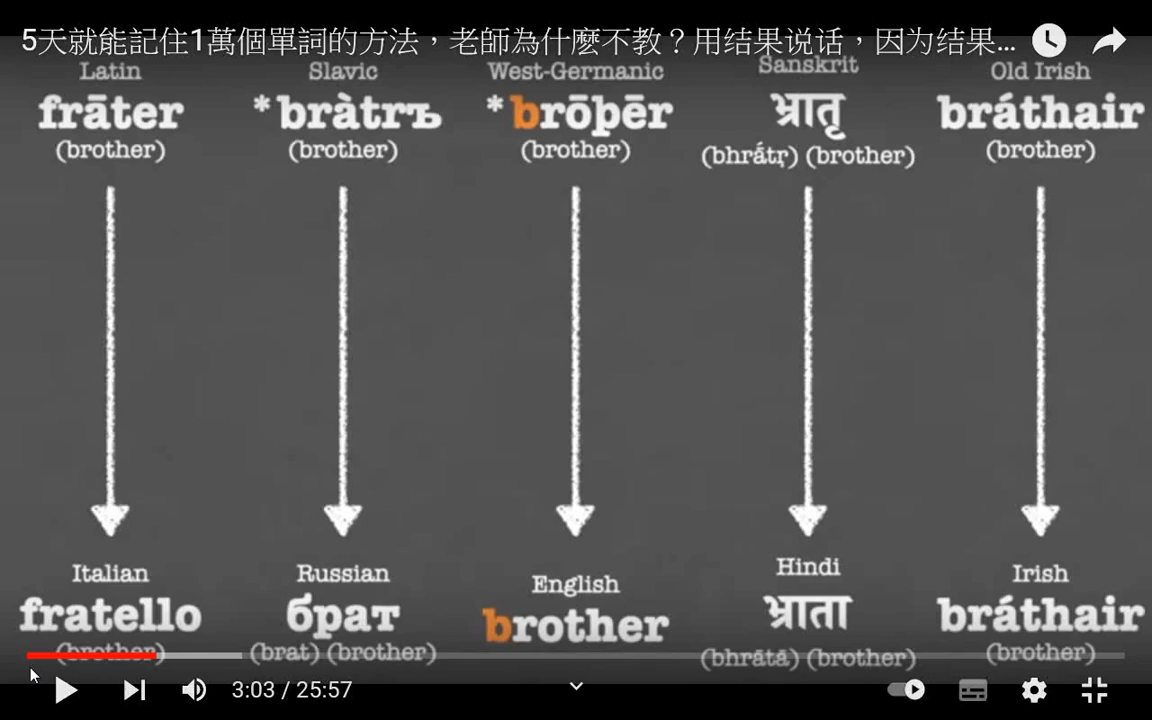 5天就能記住1萬個單詞的方法，老師為什麼不教？用结果说话，因为结果...
Latin Slavic West-Germanic Sanskrit Old Irish
frāter *bràtrъ *brōþēr भ्रातृ bráthair
(brother) (brother) (brother) (bhrā́tṛ) (brother) (brother)
Italian Russian English Hindi Irish
fratello брат brother भ्राता bráthair
(brother) (brat) (brother) (bhrātā) (brother) (brother)
3:03 / 25:57